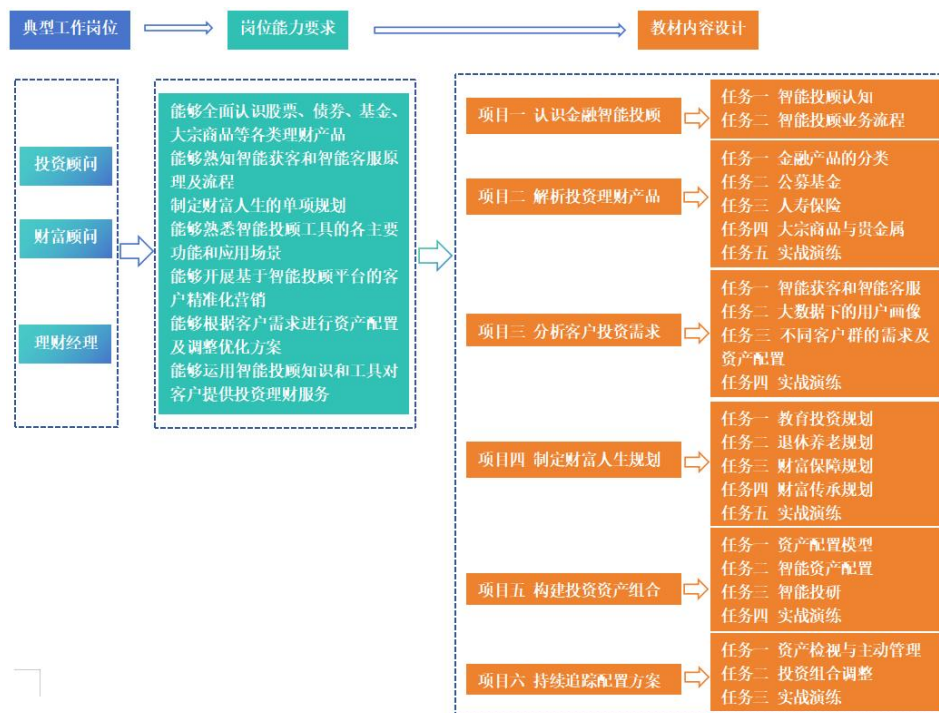 典型工作岗位
岗位能力要求
教材内容设计
投资顾问
财富顾问
理财经理
能够全面认识股票、债券、基金、
大宗商品等各类理财产品
能够熟知智能获客和智能客服原
理及流程
制定财富人生的单项规划
能够熟悉智能投顾工具的各主要
功能和应用场景
能够开展基于智能投顾平台的客
户精准化营销
能够根据客户需求进行资产配置
及调整优化方案
能够运用智能投顾知识和工具对
客户提供投资理财服务
项目一 认识金融智能投顾
任务一 智能投顾认知
任务二 智能投顾业务流程
项目二 解析投资理财产品
任务一 金融产品的分类
任务二 公募基金
任务三 人寿保险
任务四 大宗商品与贵金属
任务五 实战演练
项目三 分析客户投资需求
任务一 智能获客和智能客服
任务二 大数据下的用户画像
任务三 不同客户群的需求及
资产配置
任务四 实战演练
项目四 制定财富人生规划
任务一 教育投资规划
任务二 退休养老规划
任务三 财富保障规划
任务四 财富传承规划
任务五 实战演练
项目五 构建投资资产组合
任务一 资产配置模型
任务二 智能资产配置
任务三 智能投研
任务四 实战演练
项目六 持续追踪配置方案
任务一 资产检视与主动管理
任务二 投资组合调整
任务三 实战演练